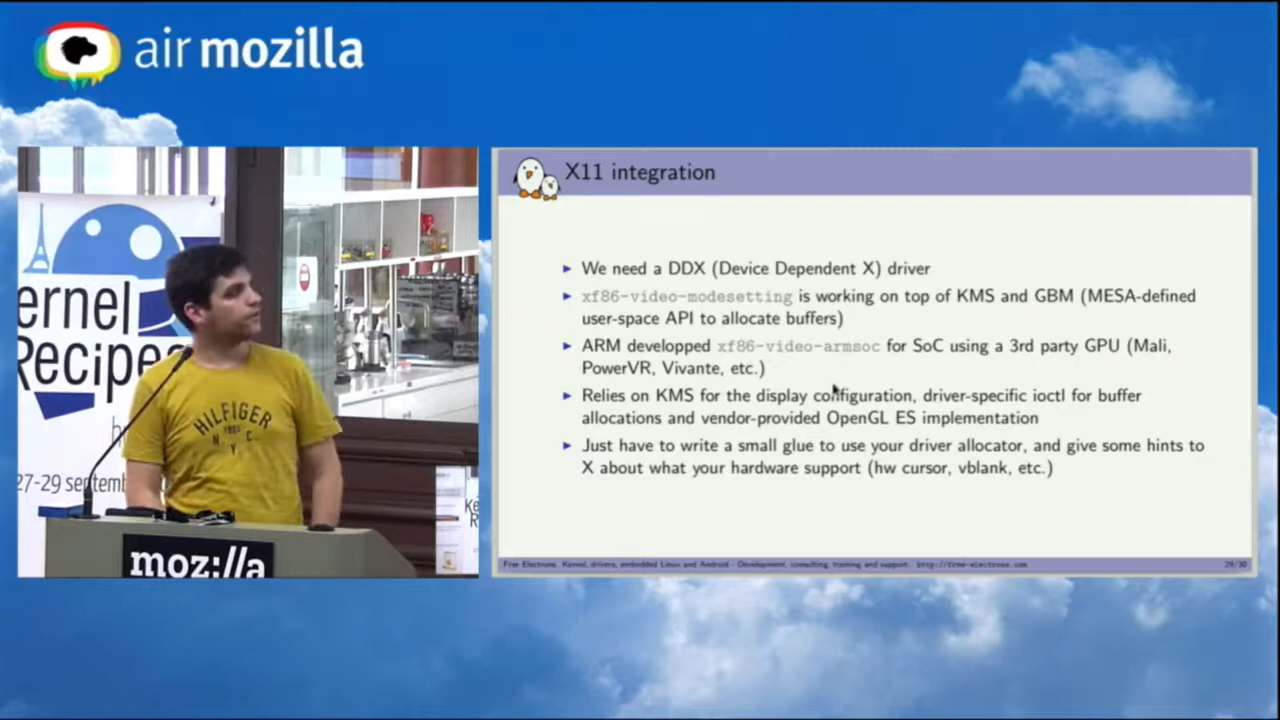 air mozilla
ernel
Recipes
27-29 septemb
HILFIGER
N. Y. C.
moz://a
X11 integration
We need a DDX (Device Dependent X) driver
xf86-video-modesetting is working on top of KMS and GBM (MESA-defined
user-space API to allocate buffers)
ARM developped xf86-video-armsoc for SoC using a 3rd party GPU (Mali,
PowerVR, Vivante, etc.)
Relies on KMS for the display configuration, driver-specific ioctl for buffer
allocations and vendor-provided OpenGL ES implementation
Just have to write a small glue to use your driver allocator, and give some hints to
X about what your hardware support (hw cursor, vblank, etc.)
Free Electrons. Kernel, drivers, embedded Linux and Android - Development, consulting, training and support. http://free-electrons.com
29/30